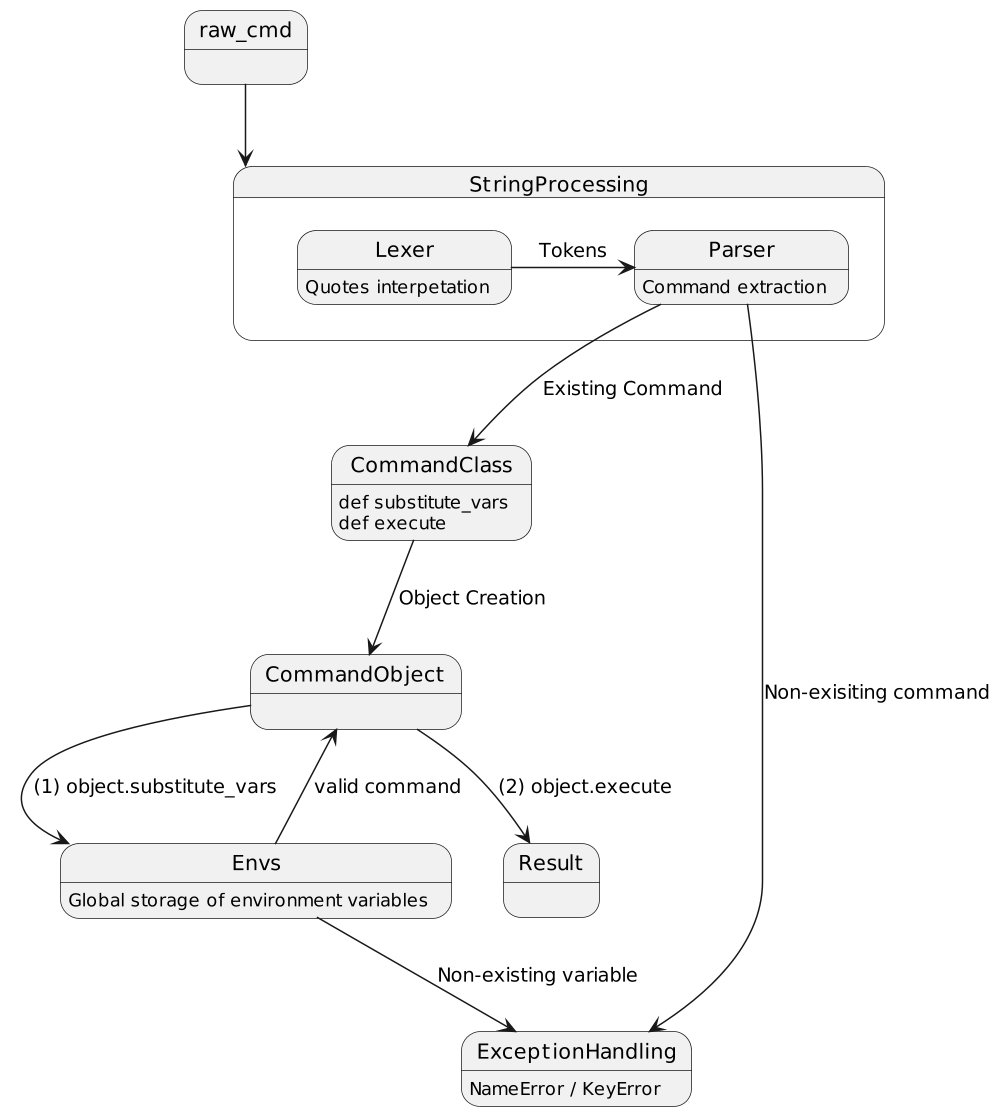 raw_cmd
StringProcessing
Lexer
Quotes interpetation
Tokens
Parser
Command extraction
Existing Command
CommandClass
def substitute_vars
def execute
Object Creation
CommandObject
Non-exisiting command
(1) object.substitute_vars
valid command
(2) object.execute
Envs
Global storage of environment variables
Result
Non-existing variable
ExceptionHandling
NameError / KeyError